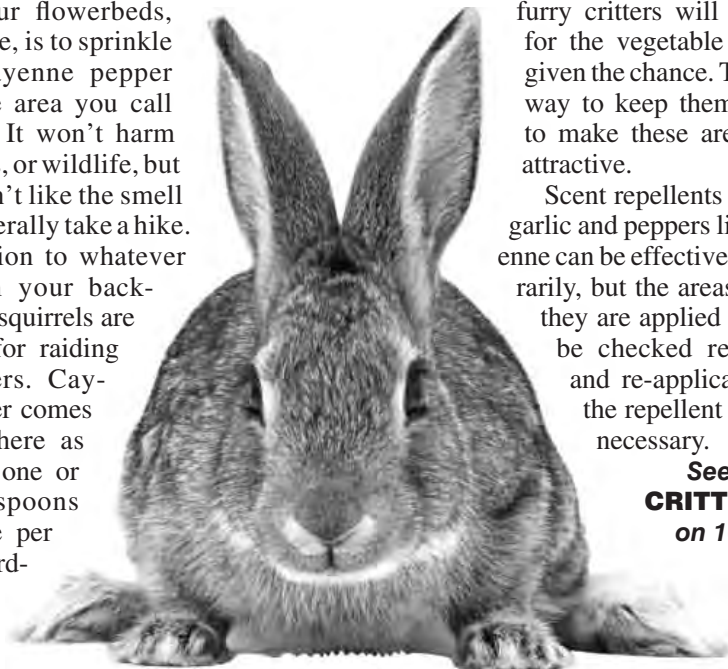 ur flowerbeds,
e, is to sprinkle
yenne pepper
e area you call
It won't harm
s, or wildlife, but
n't like the smell
erally take a hike.
ion to whatever
n your back-
squirrels are
for raiding
ers. Cay-
er comes
here as
one or
spoons
e per
rd-
furry critters will
for the vegetable
given the chance. T
way to keep them
to make these are
attractive.
Scent repellents
garlic and peppers li
enne can be effective
rarily, but the areas
they are applied
be checked re
and re-applica
the repellent
necessary.
See
CRITT
on 1